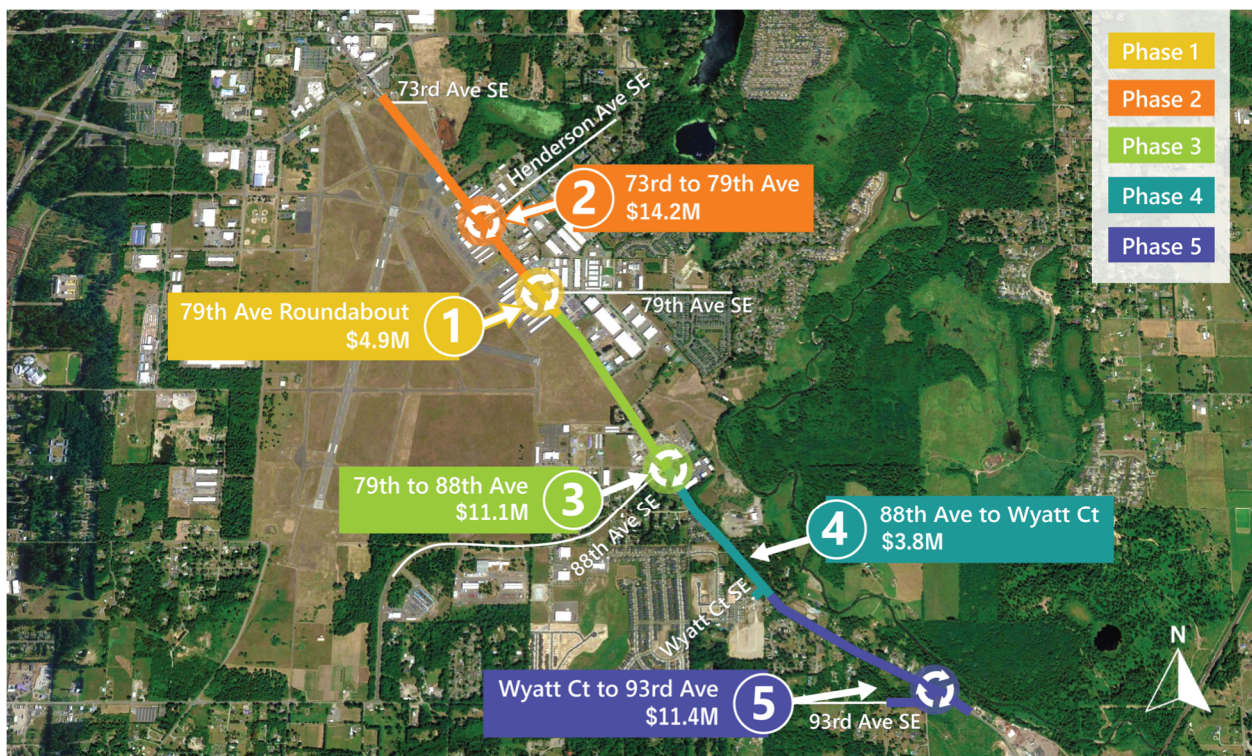 Phase 1
Phase 2
Phase 3
Phase 4
Phase 5
73rd Ave SE
Henderson Ave SE
2
73rd to 79th Ave
$14.2M
79th Ave SE
79th Ave Roundabout
$4.9M
1
79th to 88th Ave
$11.1M
3
88th Ave SE
4
88th Ave to Wyatt Ct
$3.8M
Wyatt Ct SE
Wyatt Ct to 93rd Ave
$11.4M
5
93rd Ave SE
N